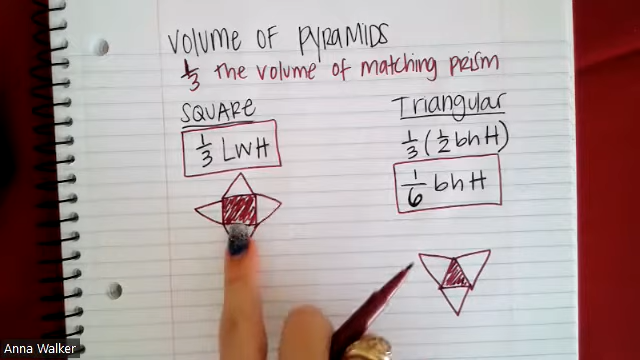 VOLUME OF PYRAMIDS
1/3 the volume of matching prism
SQUARE
1/3 LWH
Triangular
1/3 (1/2 bhH)
1/6 bhH
Anna Walker